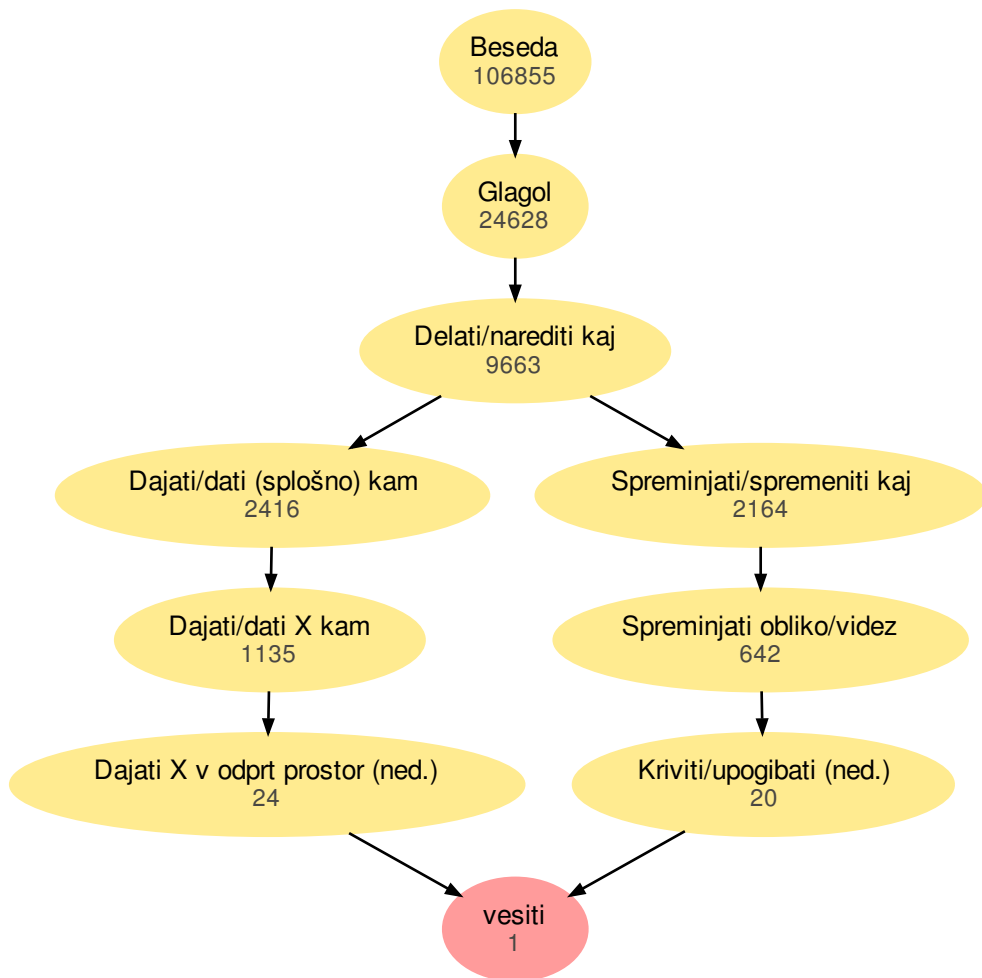 Beseda
106855
Glagol
24628
Delati/narediti kaj
9663
Dajati/dati (splošno) kam
2416
Spreminjati/spremeniti kaj
2164
Dajati/dati X kam
1135
Spreminjati obliko/videz
642
Dajati X v odprt prostor (ned.)
24
Kriviti/upogibati (ned.)
20
vesiti
1